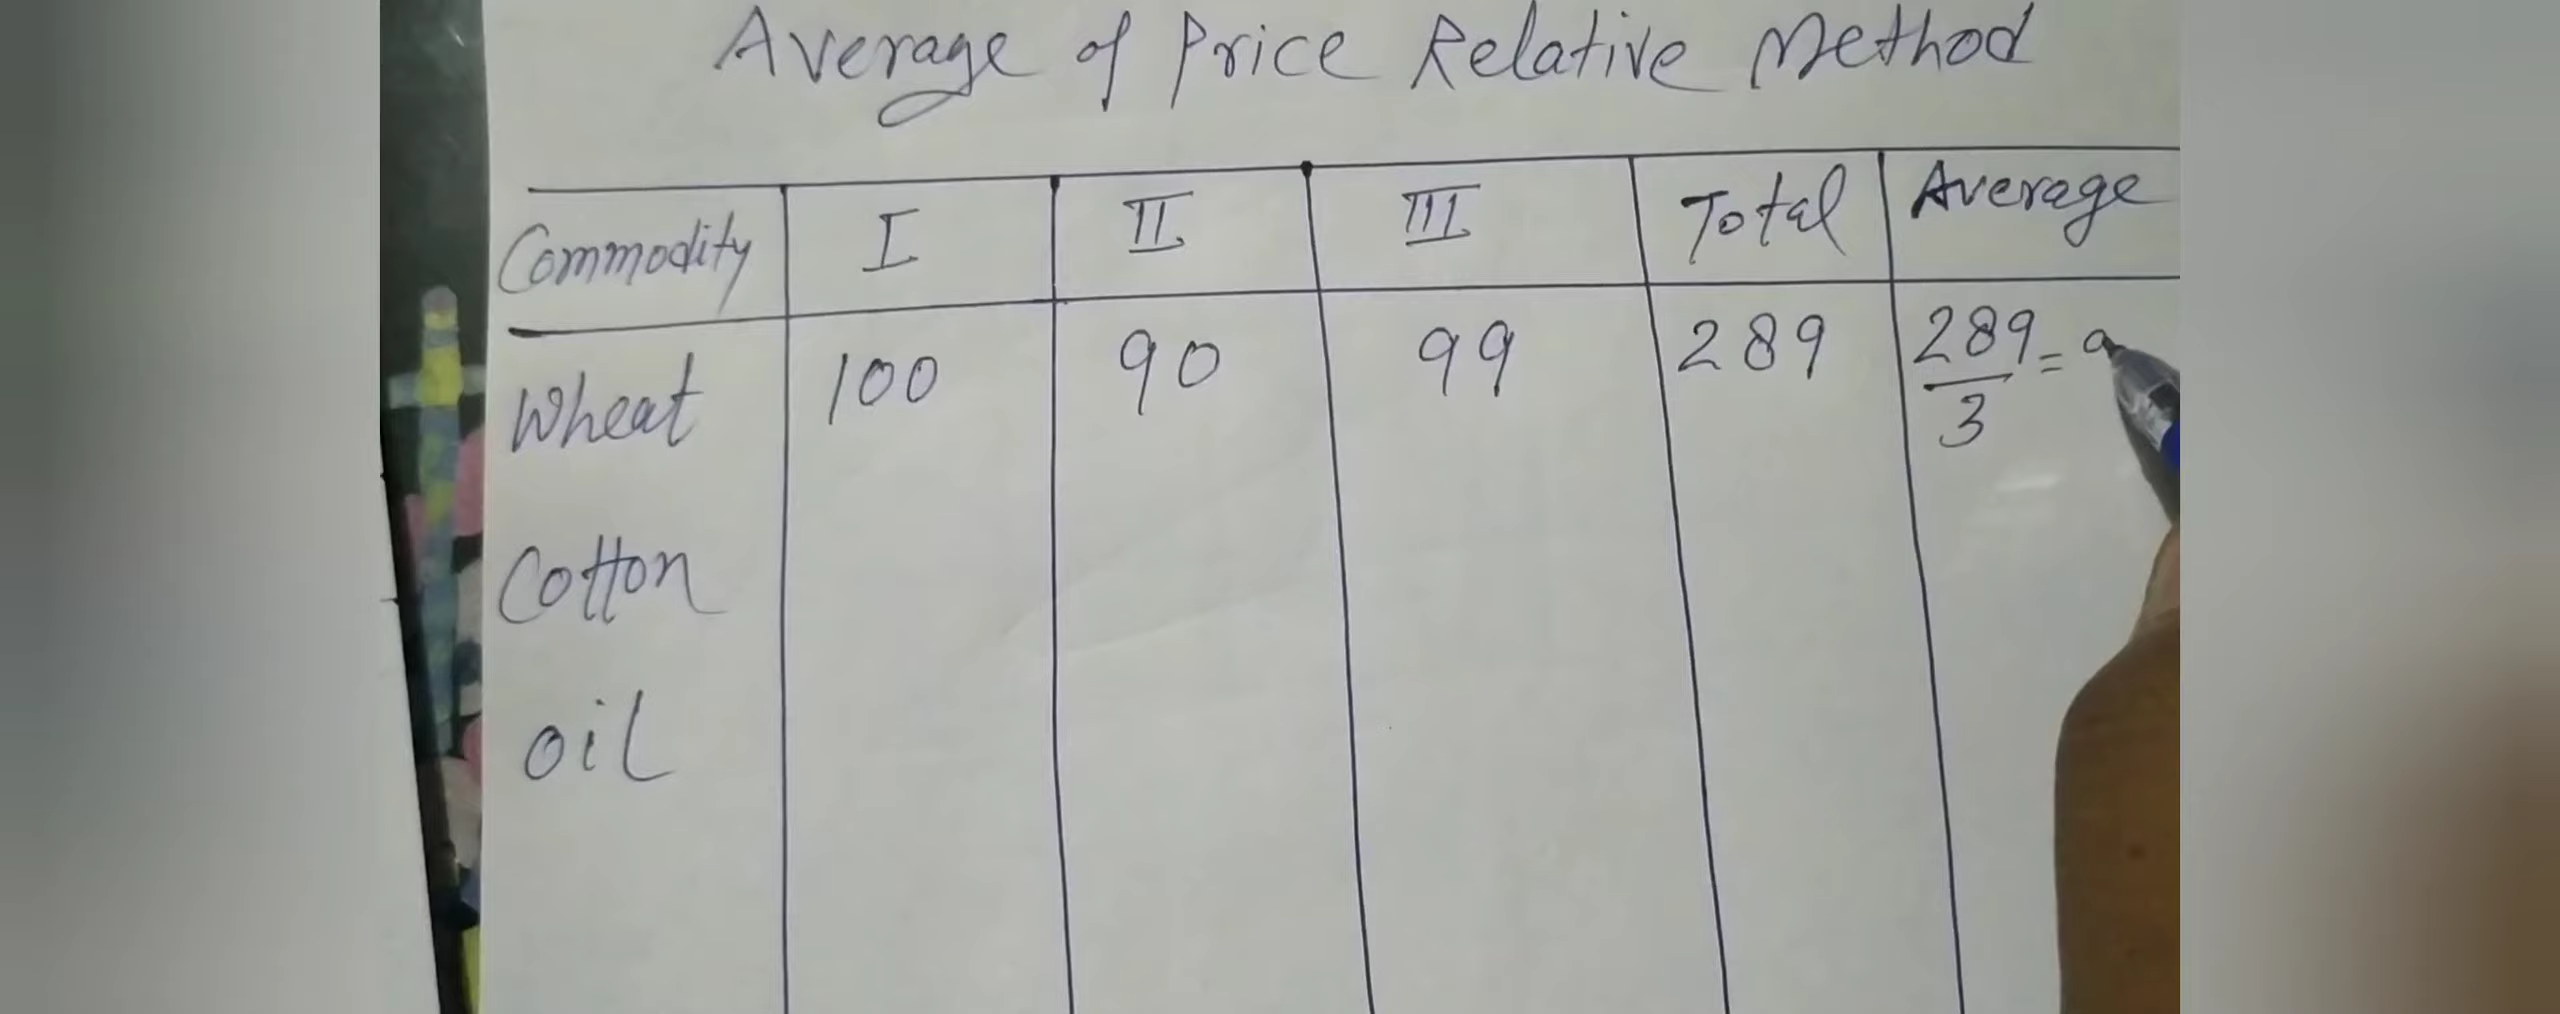 Average of Price Relative Method
Commodity I II III Total Average
Wheat 100 90 99 289 289/3 = 9
Cotton
Oil